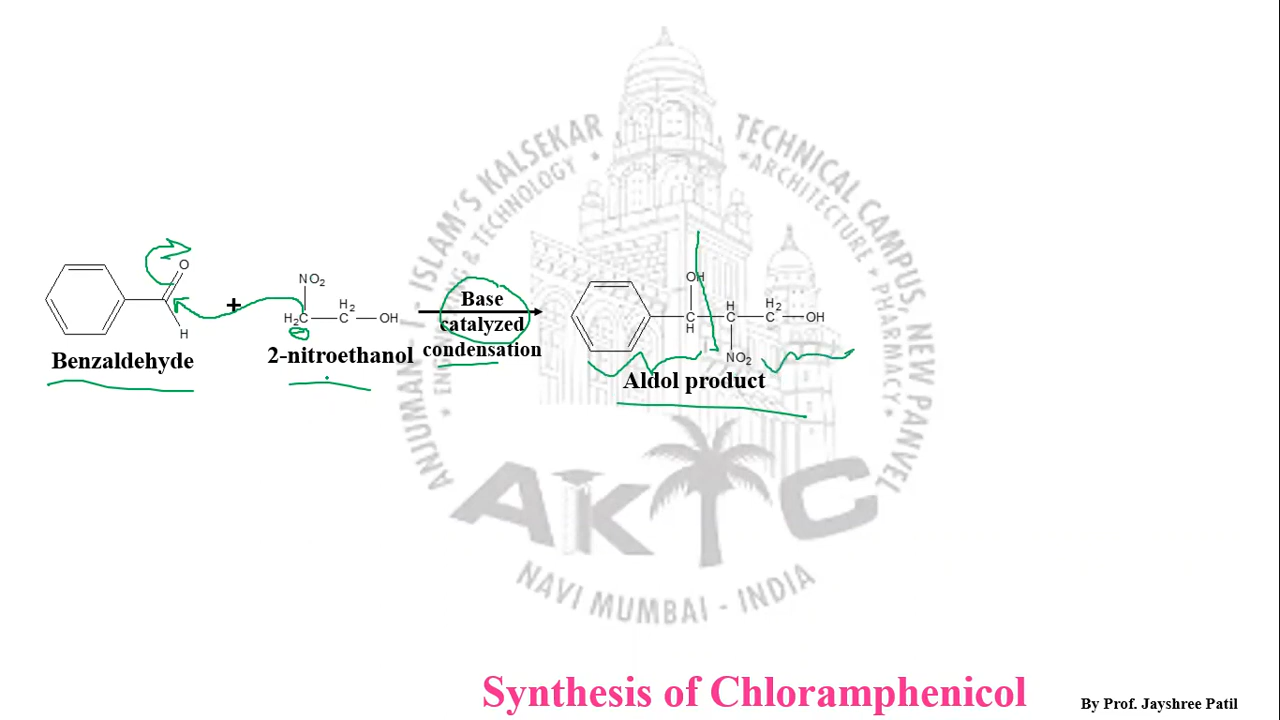 ANJUMAN-I-ISLAM'S KALSEKAR TECHNICAL CAMPUS, NEW PANVEL
ENGINEERING & TECHNOLOGY * * ARCHITECTURE * PHARMACY *
O
H
Benzaldehyde
+
NO2
H2C
H2
C
OH
2-nitroethanol
Base
catalyzed
condensation
OH
C
H
H
C
NO2
H2
C
OH
Aldol product
AKTC
NAVI MUMBAI - INDIA
Synthesis of Chloramphenicol
By Prof. Jayshree Patil